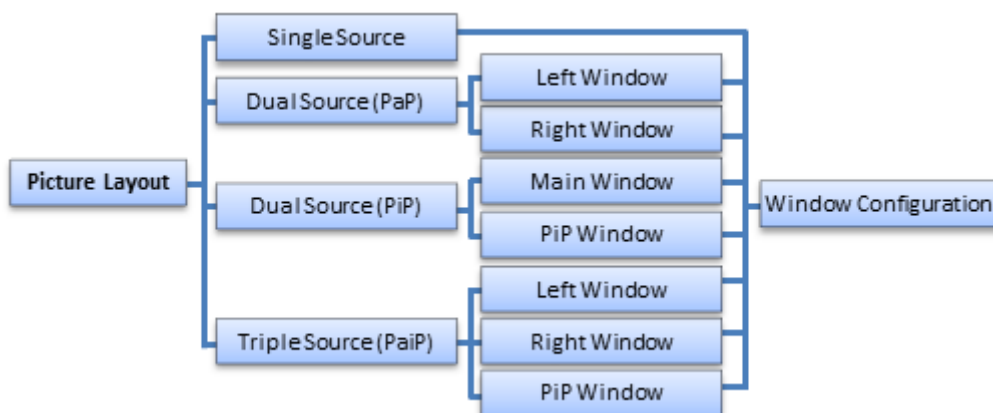 Single Source
Dual Source (PaP)
Left Window
Right Window
Picture Layout
Dual Source (PiP)
Main Window
PiP Window
Window Configuration
Triple Source (PaiP)
Left Window
Right Window
PiP Window